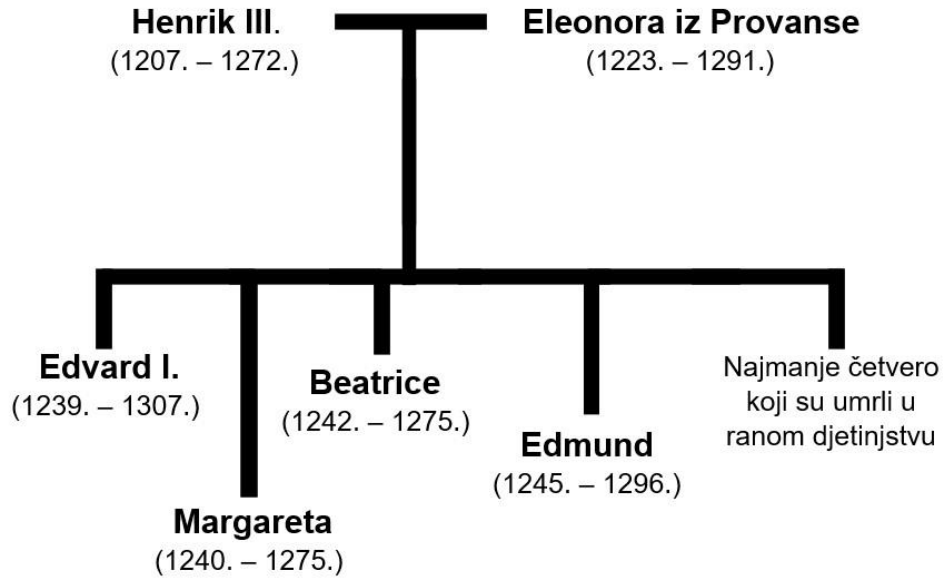 Henrik III.
(1207. – 1272.)
Eleonora iz Provanse
(1223. – 1291.)
Edvard I.
(1239. – 1307.)
Margareta
(1240. – 1275.)
Beatrice
(1242. – 1275.)
Edmund
(1245. – 1296.)
Najmanje četvero
koji su umrli u
ranom djetinjstvu